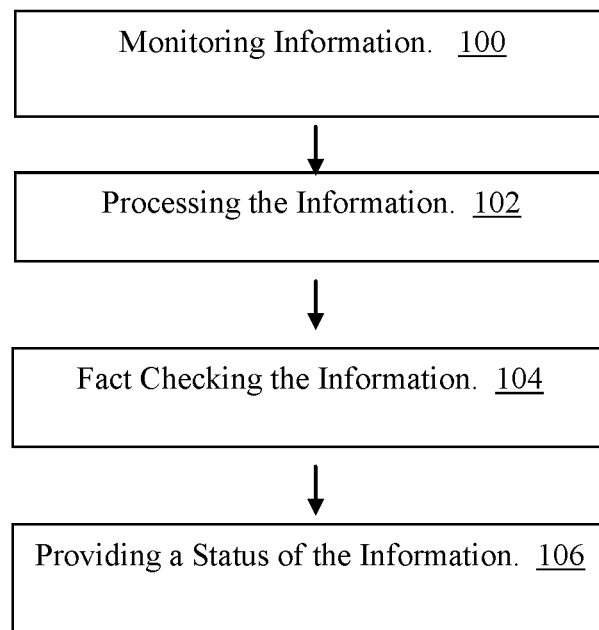 Monitoring Information. 100
Processing the Information. 102
Fact Checking the Information. 104
Providing a Status of the Information. 106